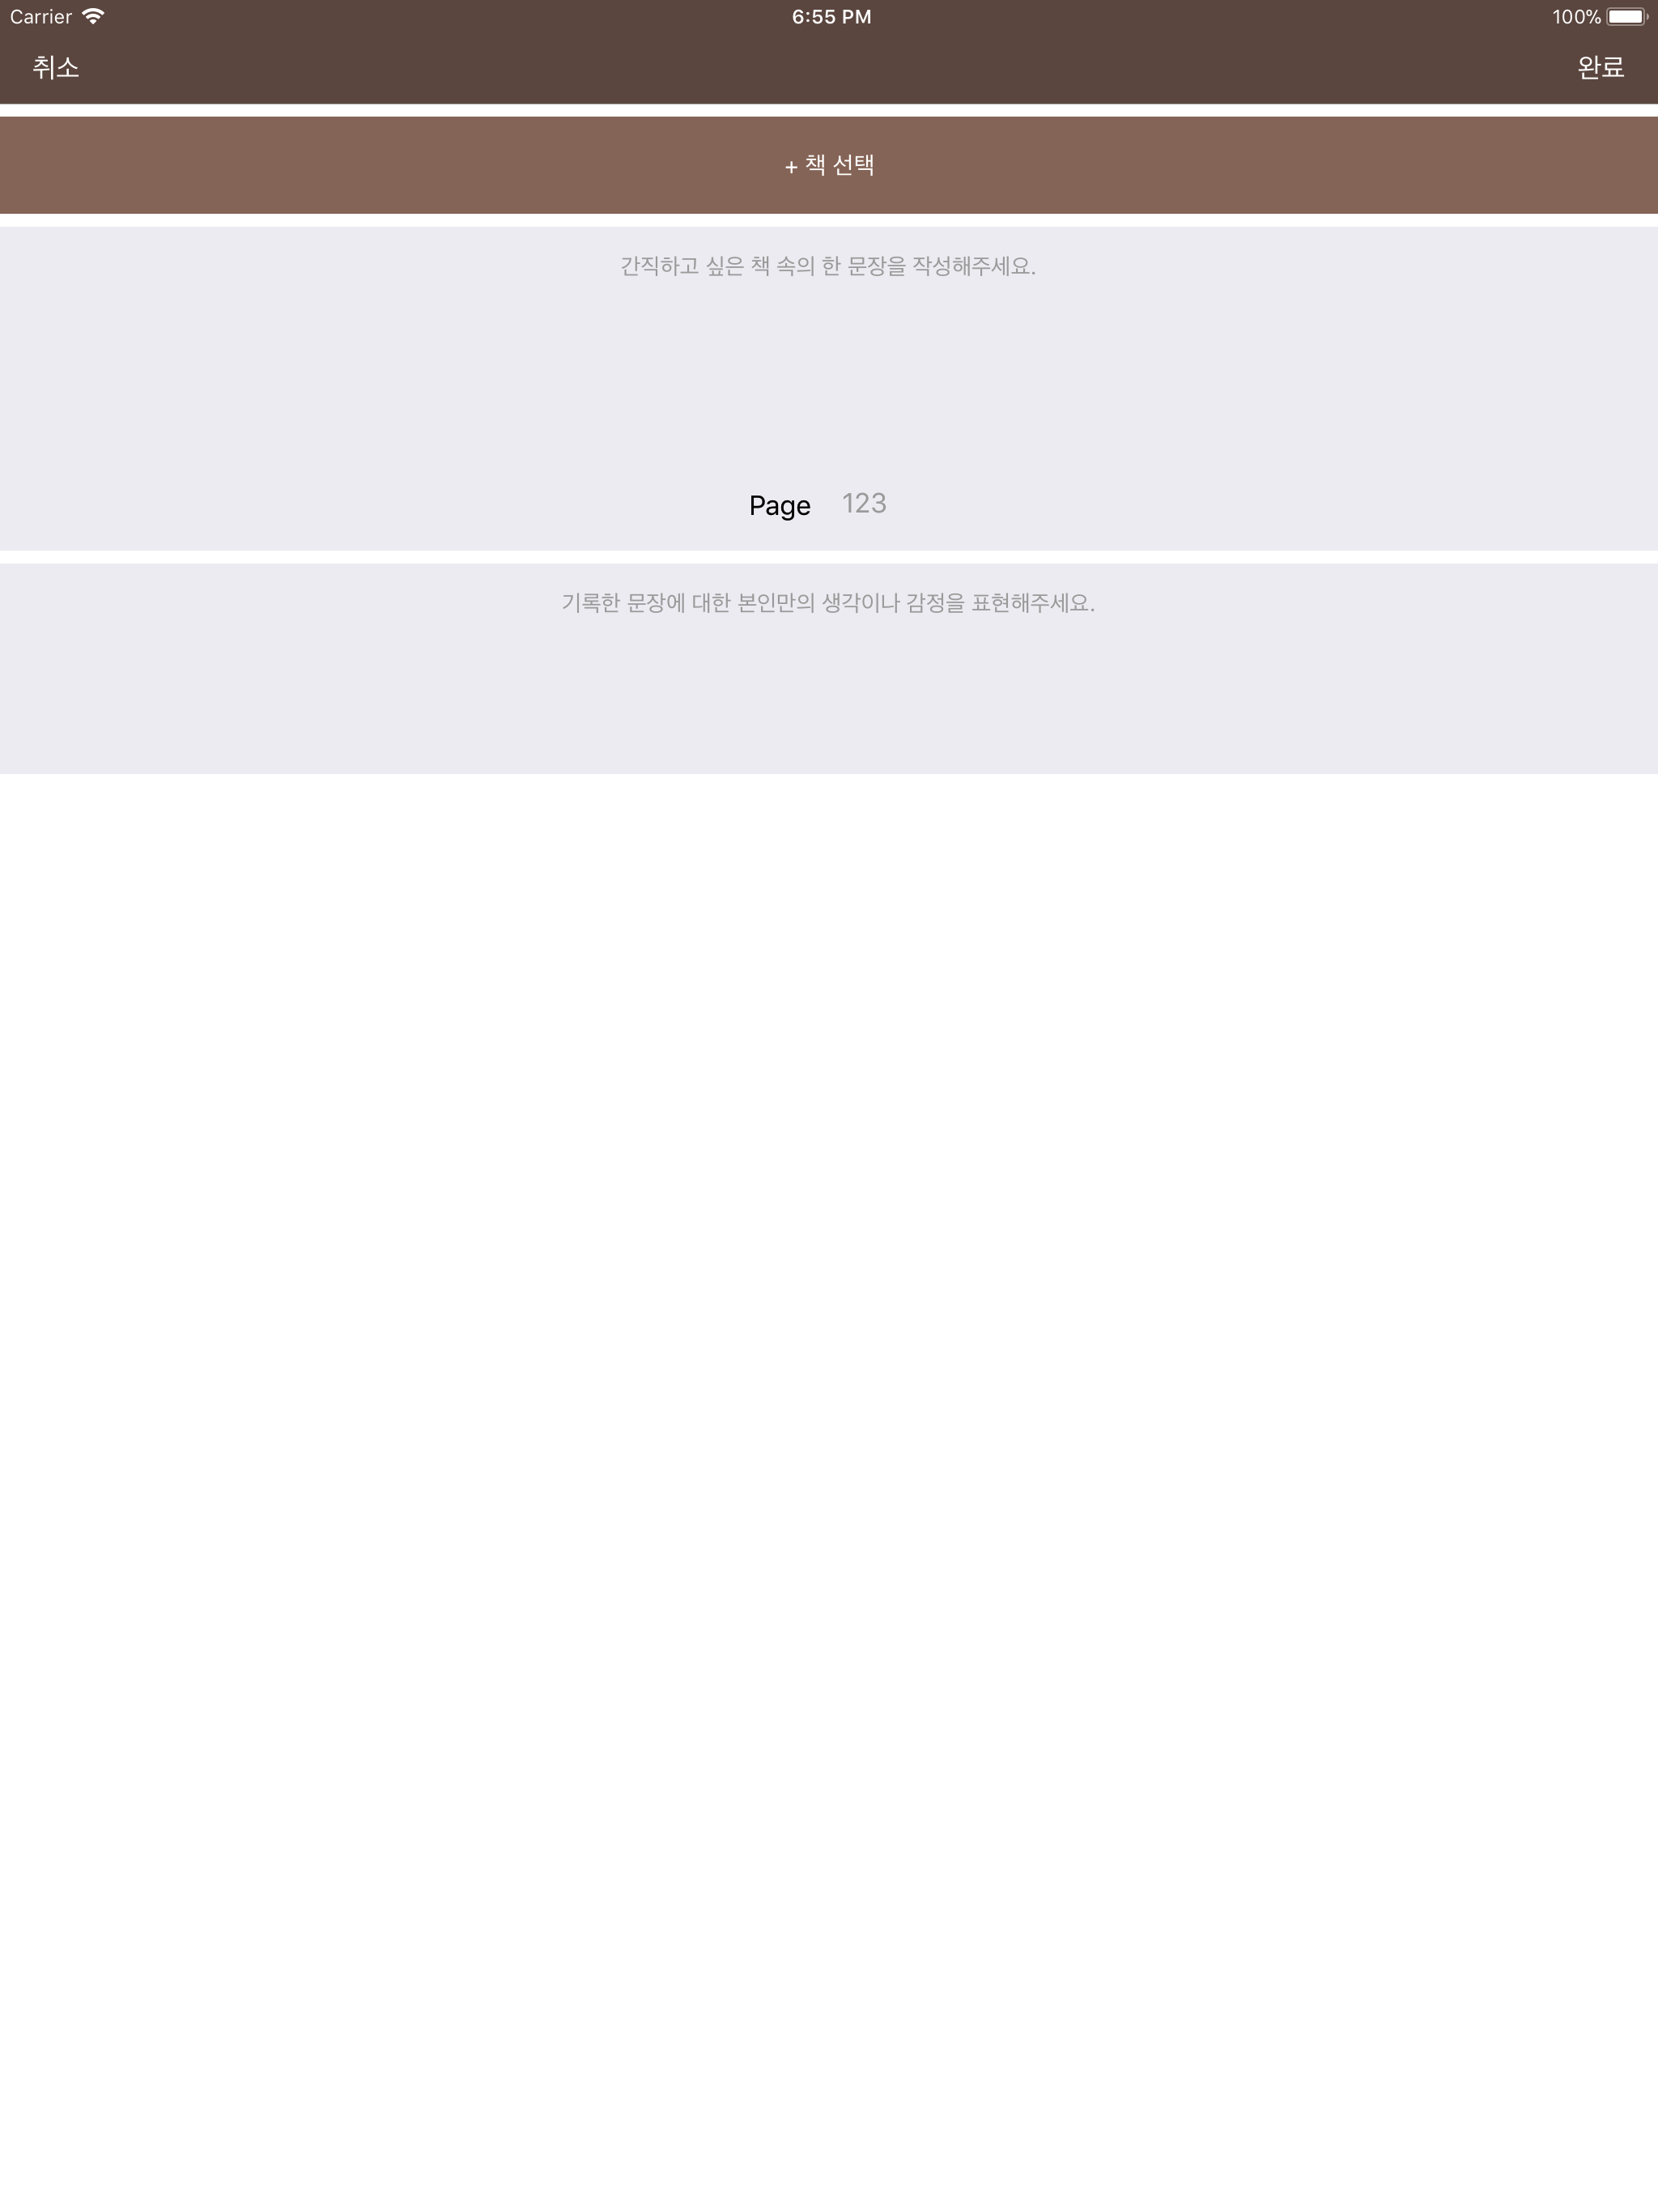 Carrier 6:55 PM 100%
취소 완료
+ 책 선택
간직하고 싶은 책 속의 한 문장을 작성해주세요.
Page 123
기록한 문장에 대한 본인만의 생각이나 감정을 표현해주세요.